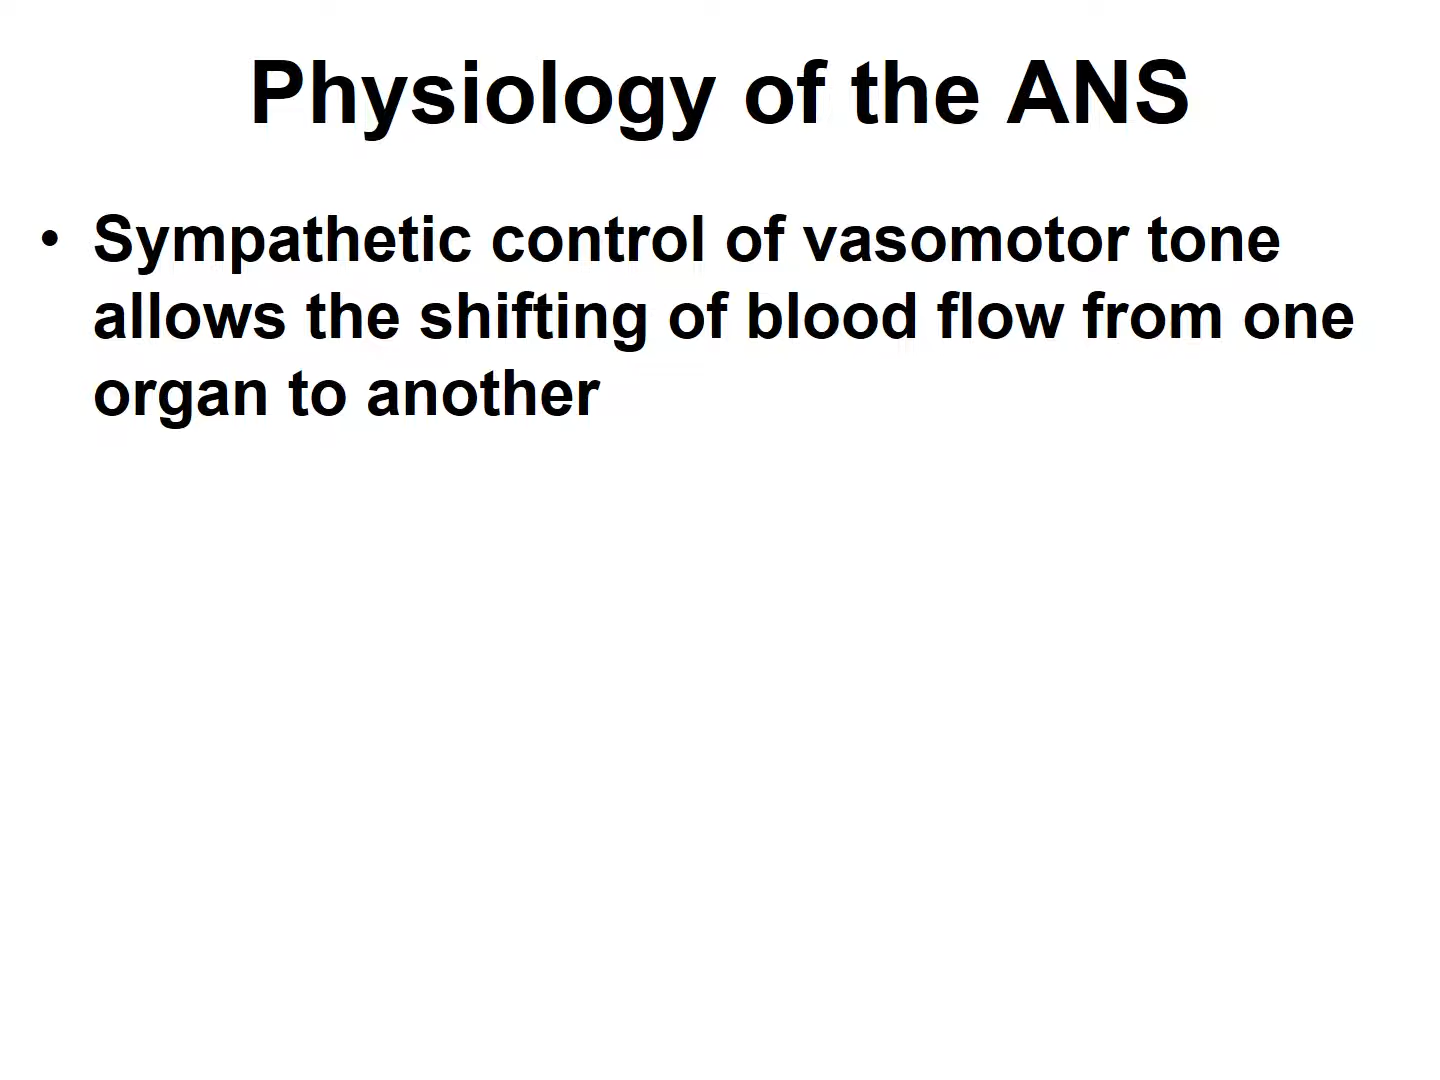 Physiology of the ANS
• Sympathetic control of vasomotor tone
allows the shifting of blood flow from one
organ to another